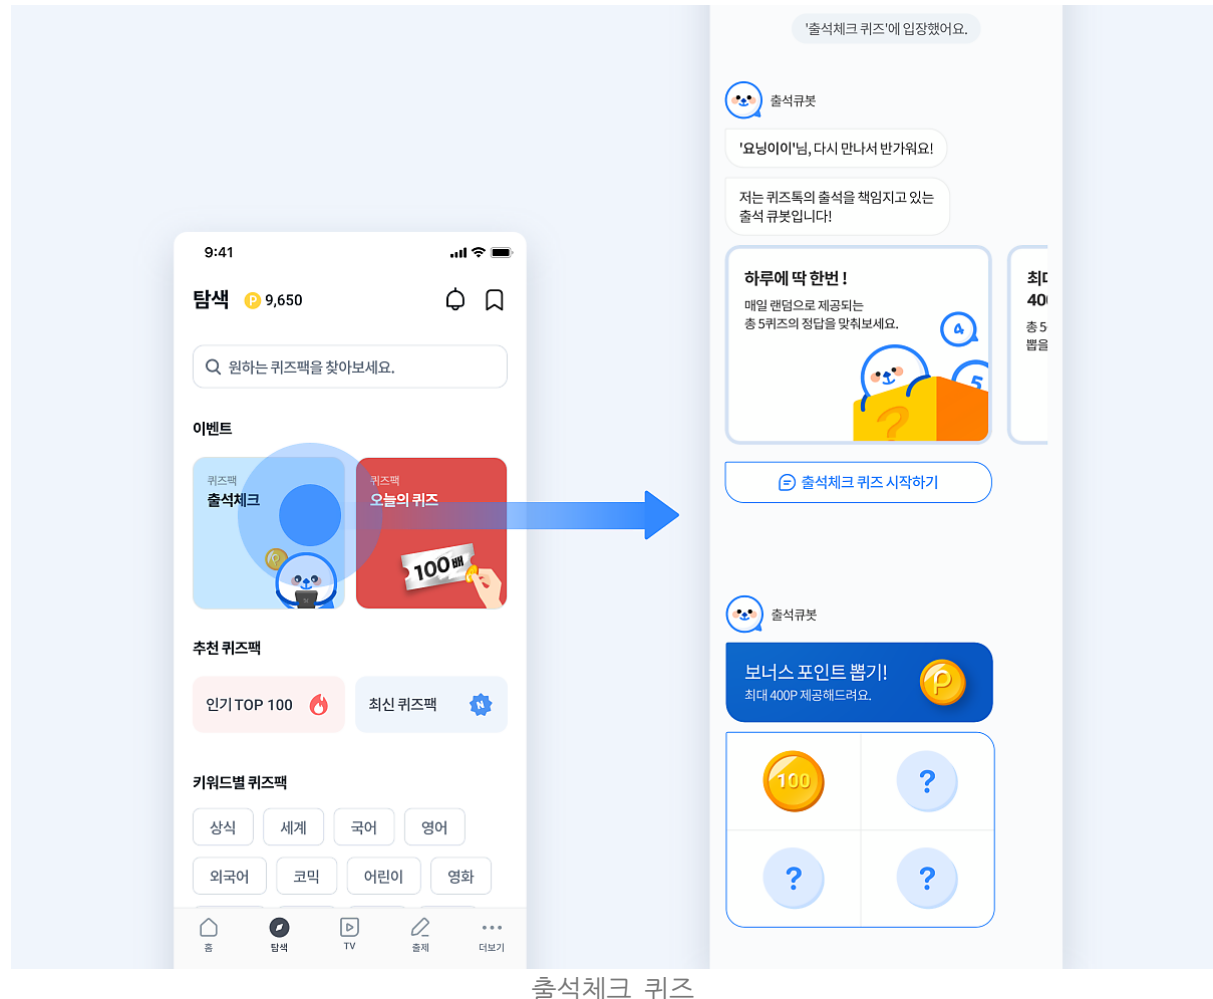 9:41
탐색
P 9,650
원하는 퀴즈팩을 찾아보세요.
이벤트
퀴즈팩
출석체크
퀴즈팩
오늘의 퀴즈
100배
추천 퀴즈팩
인기 TOP 100
최신 퀴즈팩
N
키워드별 퀴즈팩
상식
세계
국어
영어
외국어
코믹
어린이
영화
홈
탐색
TV
출제
더보기
'출석체크 퀴즈'에 입장했어요.
출석큐봇
'요닝이이'님, 다시 만나서 반가워요!
저는 퀴즈톡의 출석을 책임지고 있는
출석 큐봇입니다!
하루에 딱 한번 !
매일 랜덤으로 제공되는
총 5퀴즈의 정답을 맞춰보세요.
4
5
?
최대
총 5
뽑을
출석체크 퀴즈 시작하기
출석큐봇
보너스 포인트 뽑기!
최대 400P 제공해드려요.
P
100
?
?
?
출석체크 퀴즈